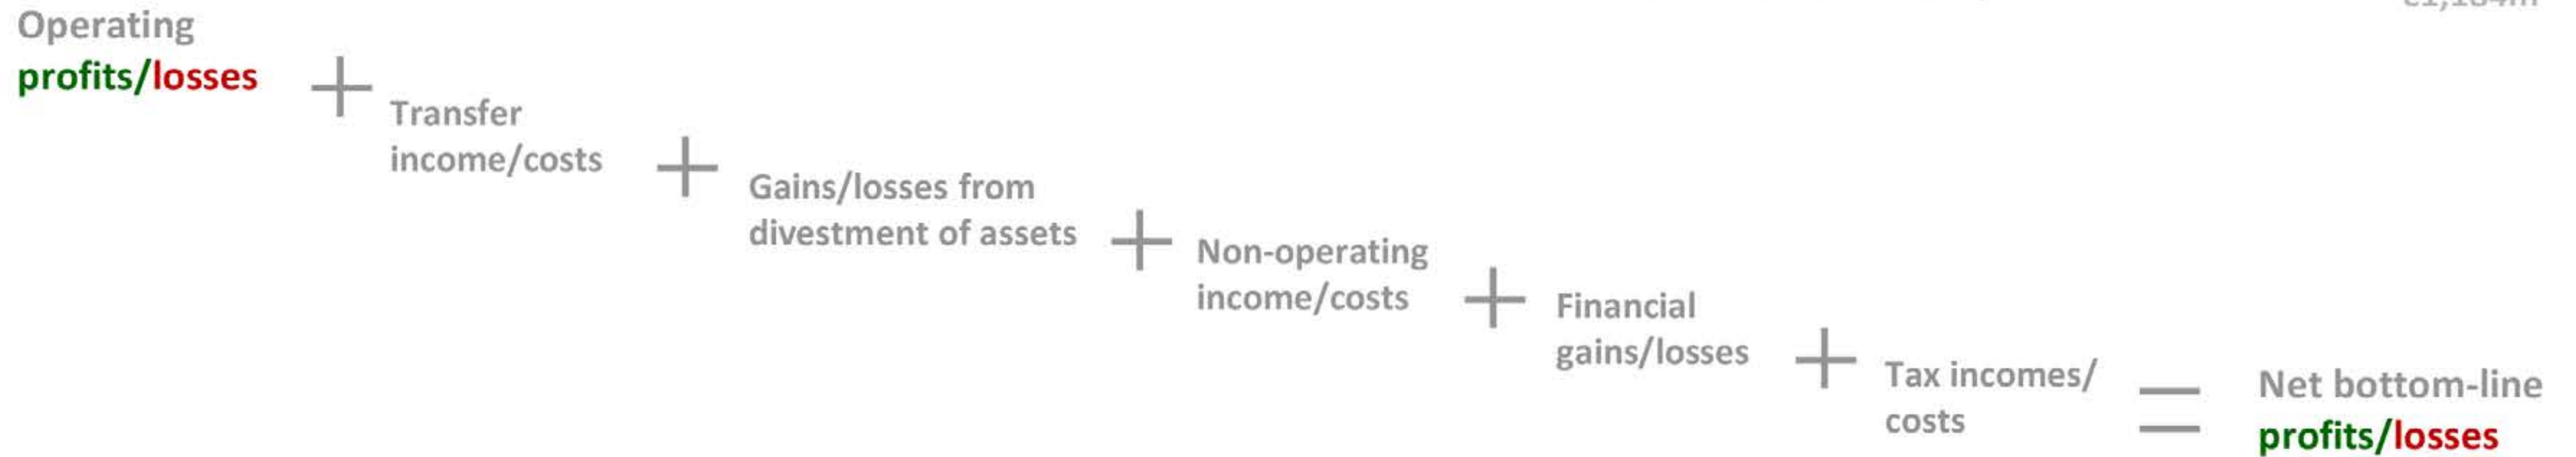 Operating
profits/losses
+
Transfer
income/costs
+
Gains/losses from
divestment of assets
+
Non-operating
income/costs
+
Financial
gains/losses
+
Tax incomes/
costs
=
Net bottom-line
profits/losses